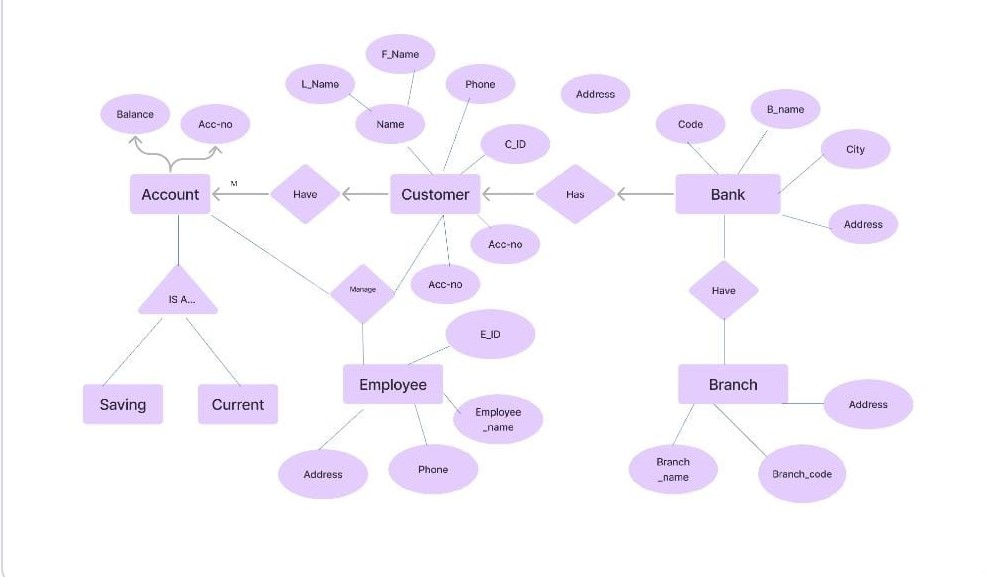 F_Name
L_Name
Phone
Address
Balance
Acc-no
Name
Code
B_name
C_ID
City
M
Account
Have
Customer
Has
Bank
Address
Acc-no
Acc-no
Manage
Have
IS A...
E_ID
Saving
Current
Employee
Branch
Address
Employee
_name
Address
Phone
Branch
_name
Branch_code